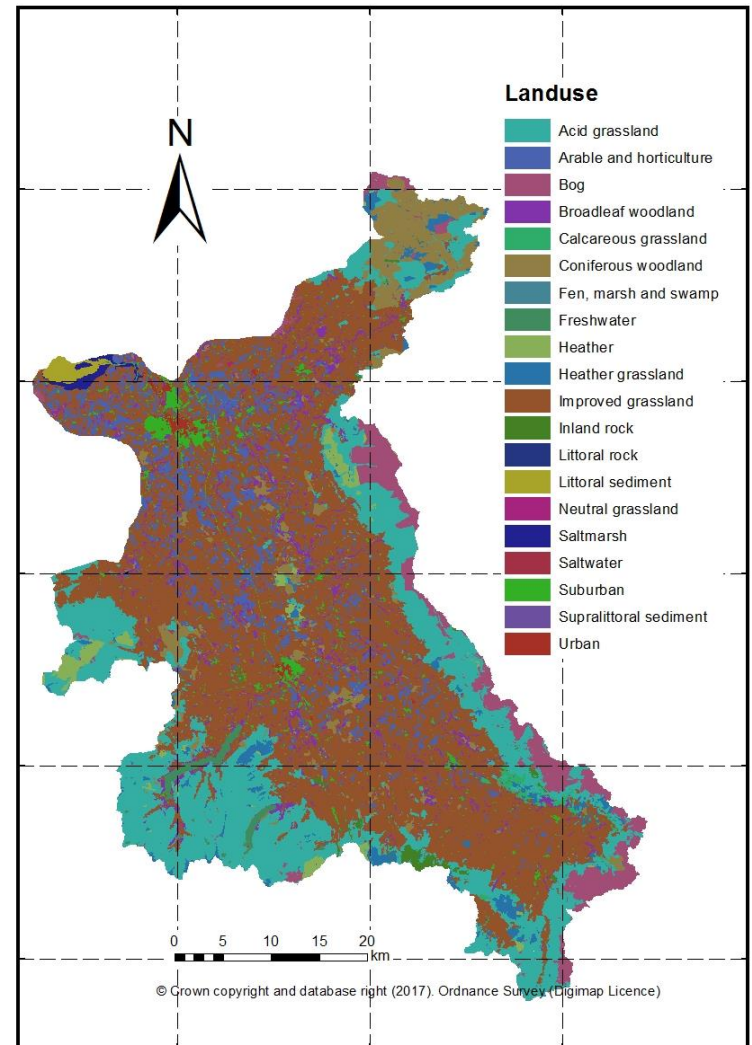 Landuse
N
Acid grassland
Arable and horticulture
Bog
Broadleaf woodland
Calcareous grassland
Coniferous woodland
Fen, marsh and swamp
Freshwater
Heather
Heather grassland
Improved grassland
Inland rock
Littoral rock
Littoral sediment
Neutral grassland
Saltmarsh
Saltwater
Suburban
Supralittoral sediment
Urban
0 5 10 15 20
km
© Crown copyright and database right (2017). Ordnance Survey (Digimap Licence)